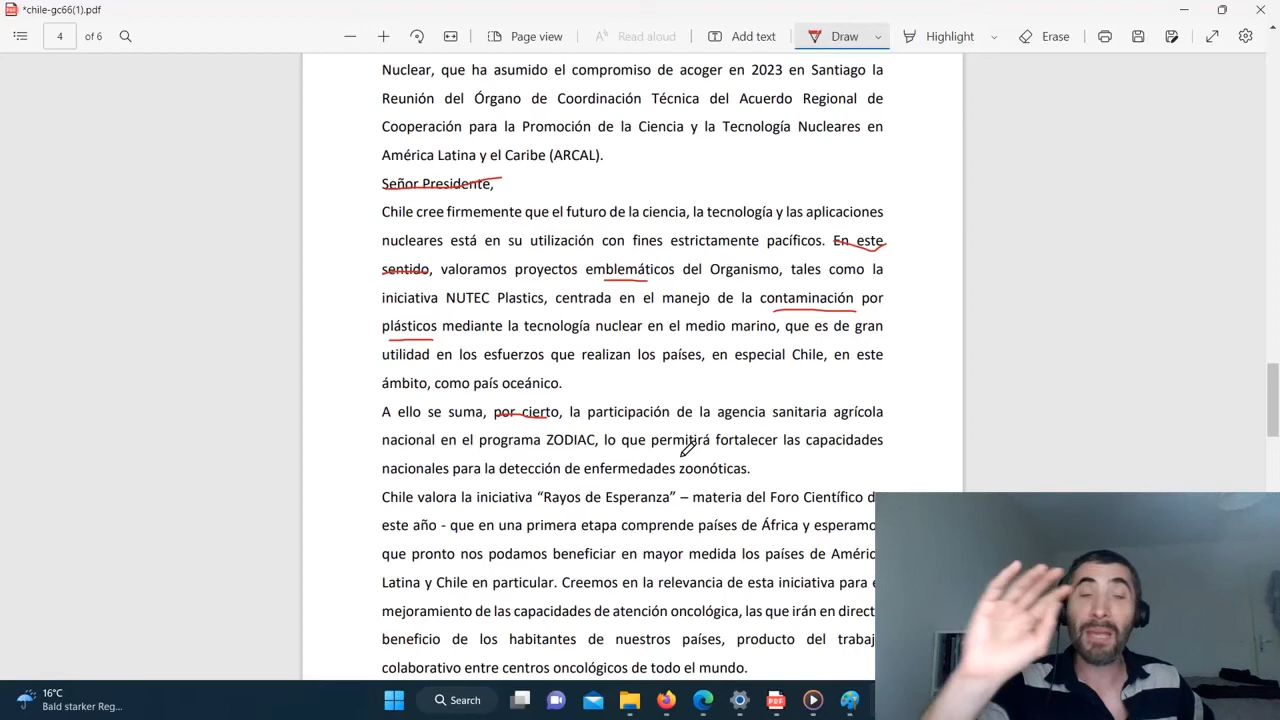 *chile-gc66(1).pdf
4 of 6
Page view
Read aloud
Add text
Draw
Highlight
Erase
Nuclear, que ha asumido el compromiso de acoger en 2023 en Santiago la
Reunión del Órgano de Coordinación Técnica del Acuerdo Regional de
Cooperación para la Promoción de la Ciencia y la Tecnología Nucleares en
América Latina y el Caribe (ARCAL).
Señor Presidente,
Chile cree firmemente que el futuro de la ciencia, la tecnología y las aplicaciones
nucleares está en su utilización con fines estrictamente pacíficos. En este
sentido, valoramos proyectos emblemáticos del Organismo, tales como la
iniciativa NUTEC Plastics, centrada en el manejo de la contaminación por
plásticos mediante la tecnología nuclear en el medio marino, que es de gran
utilidad en los esfuerzos que realizan los países, en especial Chile, en este
ámbito, como país oceánico.
A ello se suma, por cierto, la participación de la agencia sanitaria agrícola
nacional en el programa ZODIAC, lo que permitirá fortalecer las capacidades
nacionales para la detección de enfermedades zoonóticas.
Chile valora la iniciativa “Rayos de Esperanza” – materia del Foro Científico d
este año - que en una primera etapa comprende países de África y esperamo
que pronto nos podamos beneficiar en mayor medida los países de Améric
Latina y Chile en particular. Creemos en la relevancia de esta iniciativa para e
mejoramiento de las capacidades de atención oncológica, las que irán en direct
beneficio de los habitantes de nuestros países, producto del trabaj
colaborativo entre centros oncológicos de todo el mundo.
16°C
Bald starker Reg...
Search
PDF